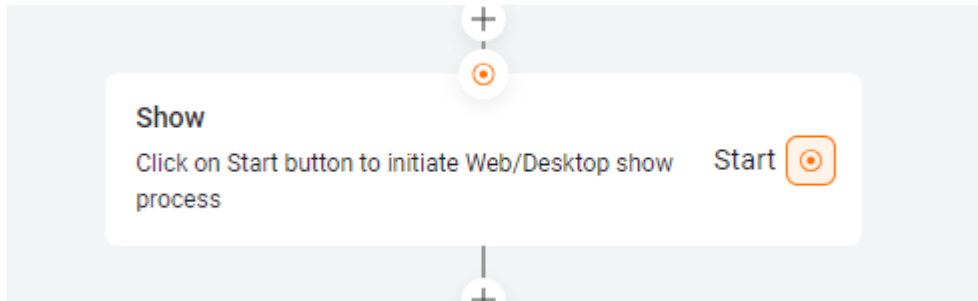 Show
Click on Start button to initiate Web/Desktop show
process
Start